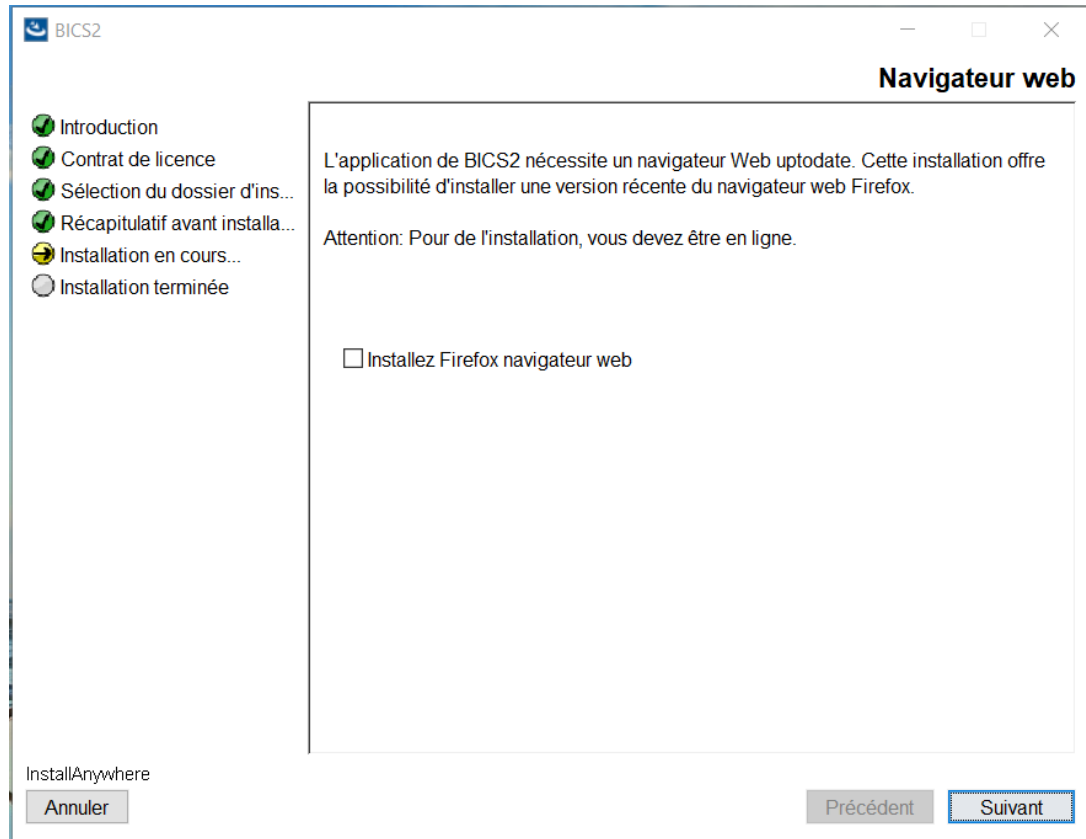 BICS2
Navigateur web
Introduction
Contrat de licence
Sélection du dossier d'ins...
Récapitulatif avant installa...
Installation en cours...
Installation terminée
L'application de BICS2 nécessite un navigateur Web uptodate. Cette installation offre
la possibilité d'installer une version récente du navigateur web Firefox.
Attention: Pour de l'installation, vous devez être en ligne.
Installez Firefox navigateur web
InstallAnywhere
Annuler
Précédent
Suivant